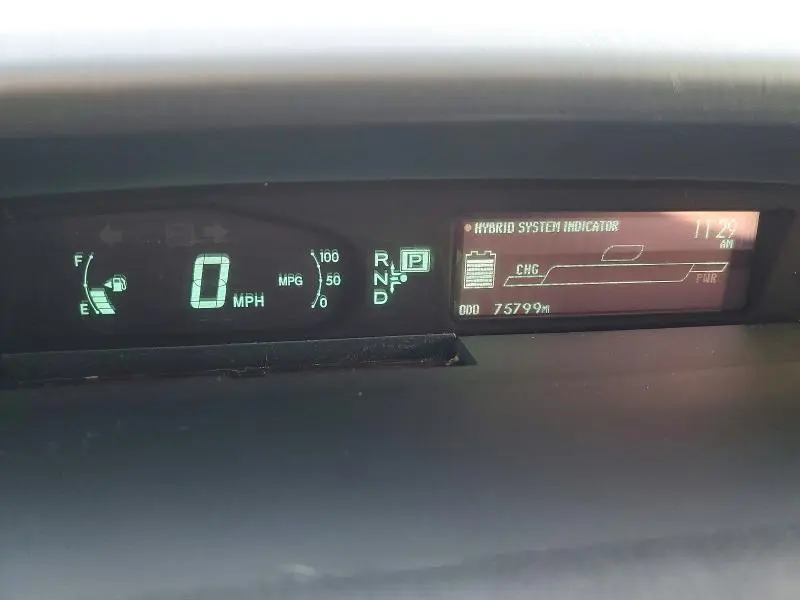 HYBRID SYSTEM INDICATOR
11:29
AM
F
E
0 MPH
MPG
100
50
0
R
N
D
P
CHG
PWR
ODO 75799MI